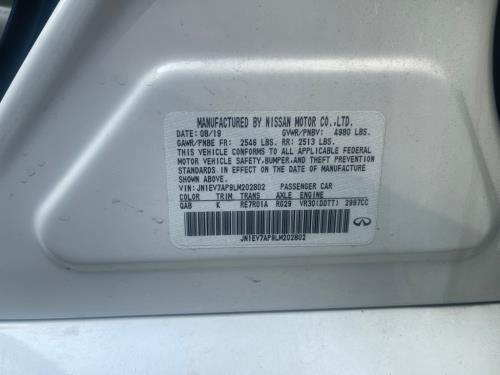 MANUFACTURED BY NISSAN MOTOR CO.,LTD.
DATE: 08/19 GVWR/PNBV: 4980 LBS.
GAWR/PNBE FR: 2546 LBS. RR: 2513 LBS.
THIS VEHICLE CONFORMS TO ALL APPLICABLE FEDERAL
MOTOR VEHICLE SAFETY,BUMPER,AND THEFT PREVENTION
STANDARDS IN EFFECT ON THE DATE OF MANUFACTURE
SHOWN ABOVE.
VIN: JN1EV7AP9LM202802 PASSENGER CAR
COLOR TRIM TRANS AXLE ENGINE
QAB K RE7R01A RG29 VR30(DDTT) 2997CC
JN1EV7AP9LM202802